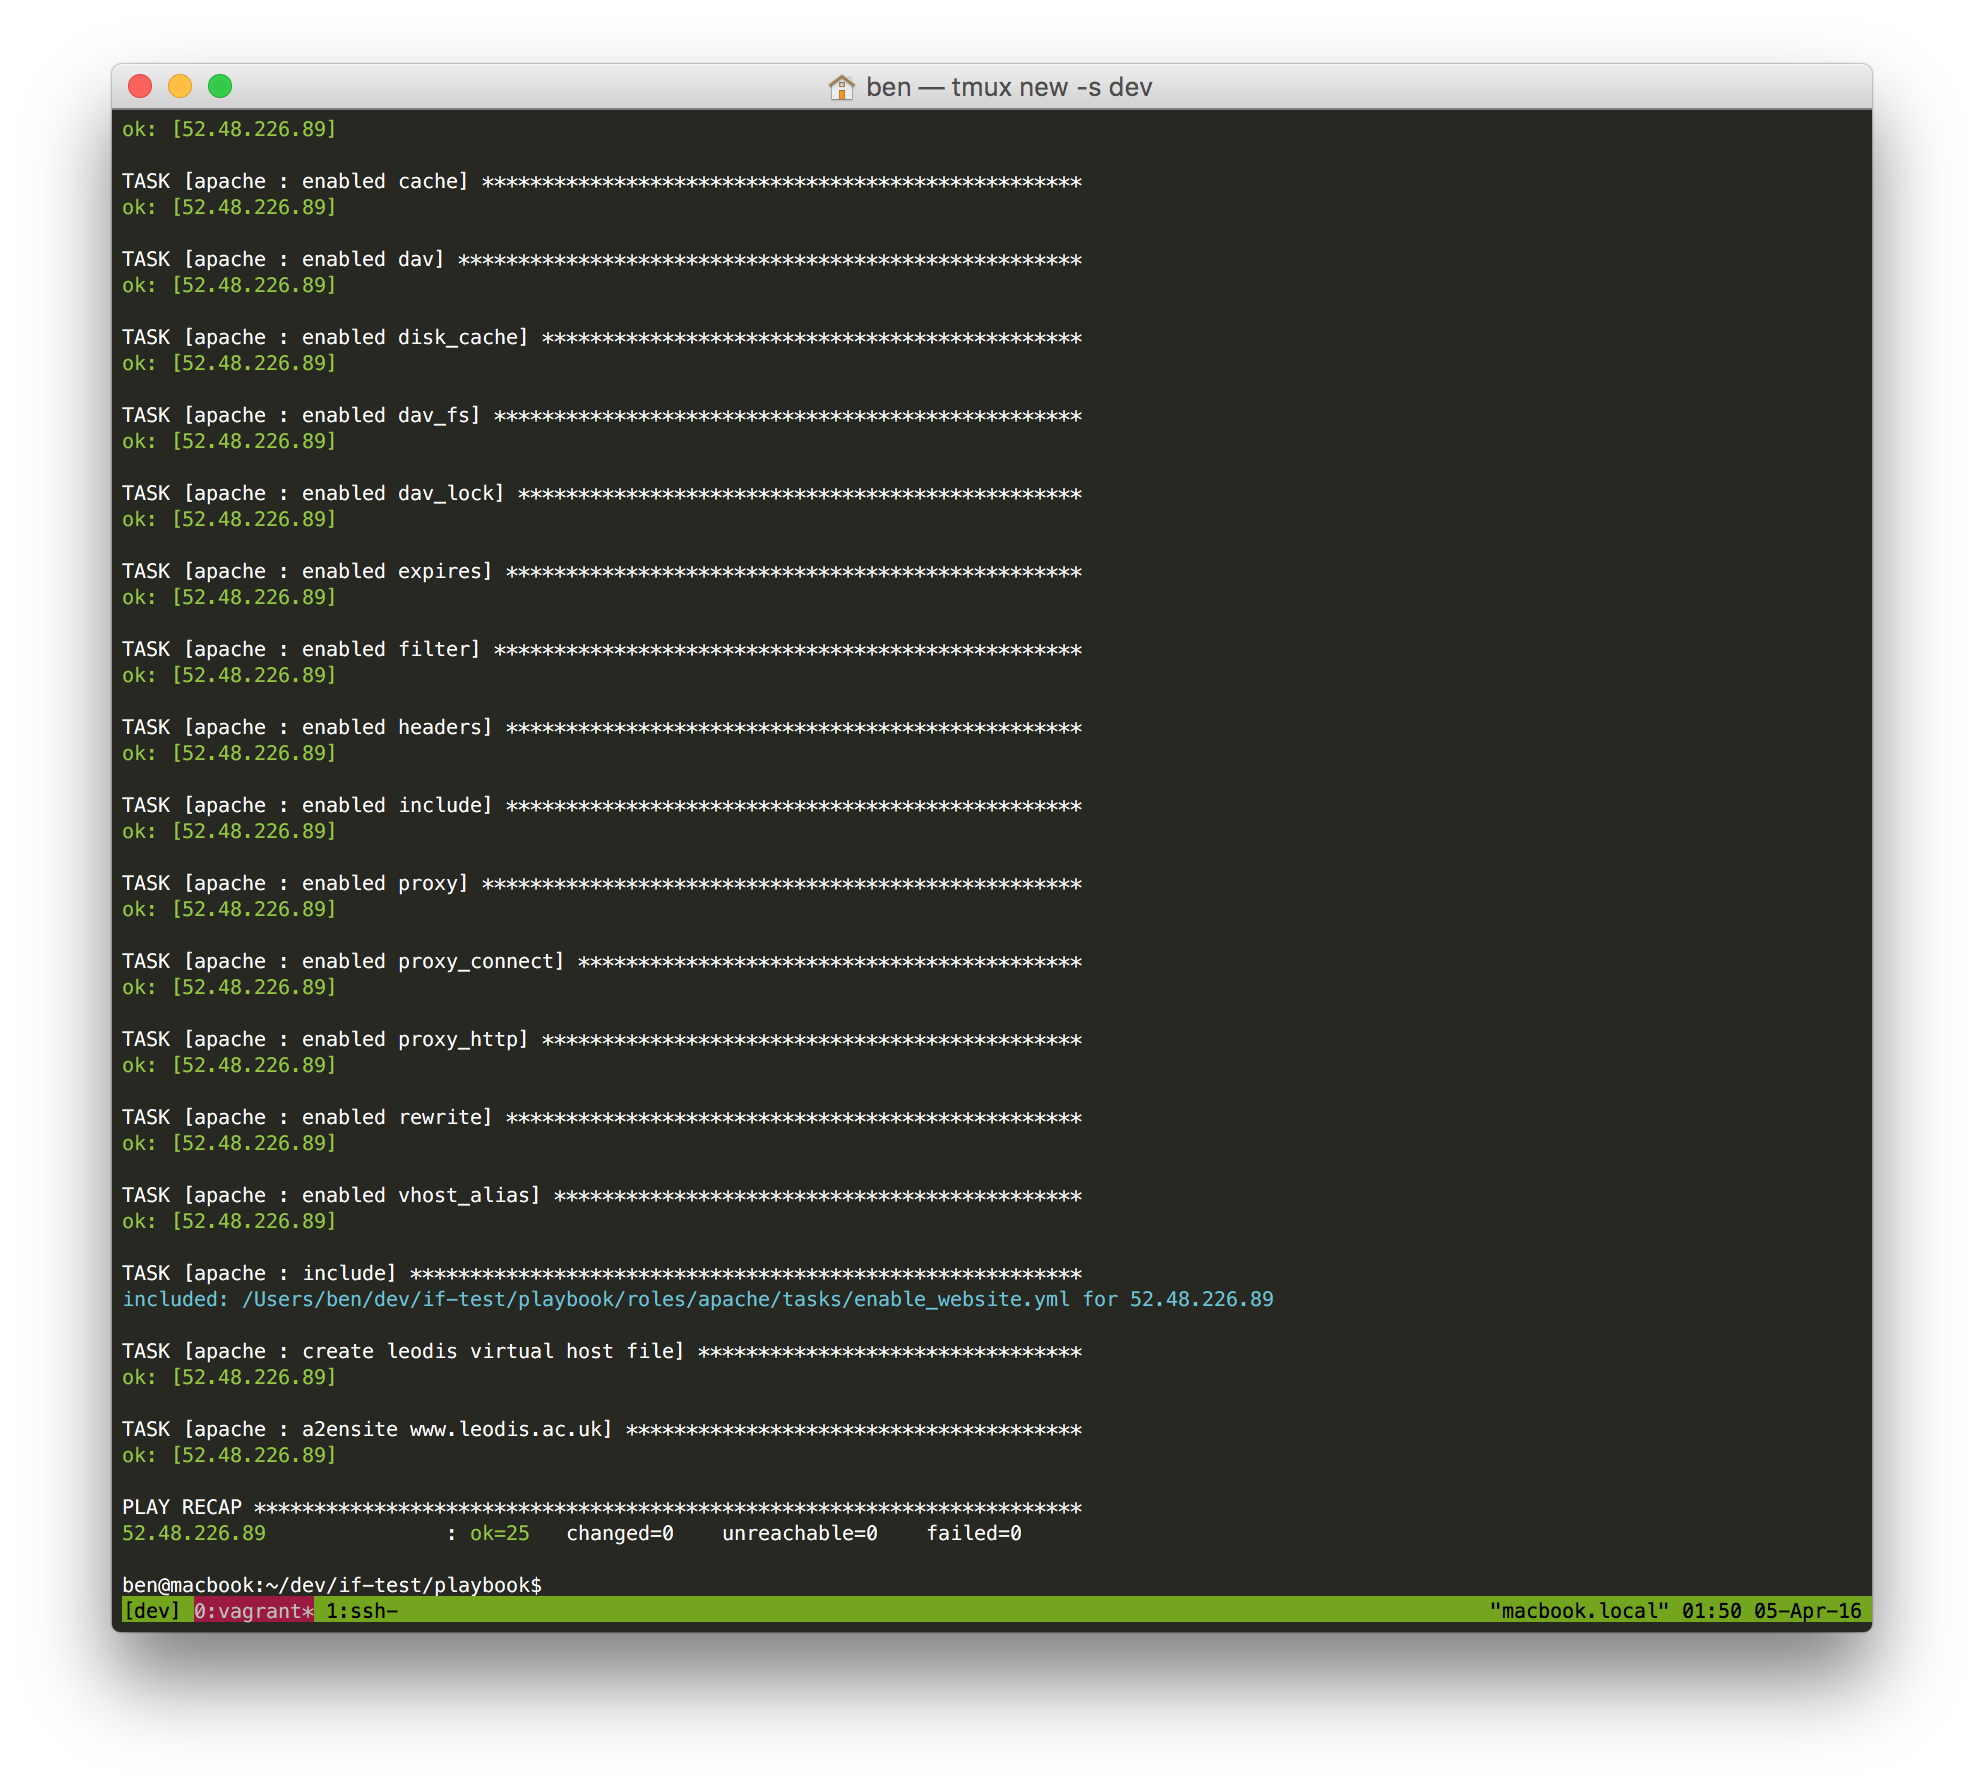 ben — tmux new -s dev
ok: [52.48.226.89]
TASK [apache : enabled cache] **************************************************
ok: [52.48.226.89]
TASK [apache : enabled dav] ****************************************************
ok: [52.48.226.89]
TASK [apache : enabled disk_cache] *********************************************
ok: [52.48.226.89]
TASK [apache : enabled dav_fs] *************************************************
ok: [52.48.226.89]
TASK [apache : enabled dav_lock] ***********************************************
ok: [52.48.226.89]
TASK [apache : enabled expires] ************************************************
ok: [52.48.226.89]
TASK [apache : enabled filter] *************************************************
ok: [52.48.226.89]
TASK [apache : enabled headers] ************************************************
ok: [52.48.226.89]
TASK [apache : enabled include] ************************************************
ok: [52.48.226.89]
TASK [apache : enabled proxy] **************************************************
ok: [52.48.226.89]
TASK [apache : enabled proxy_connect] ******************************************
ok: [52.48.226.89]
TASK [apache : enabled proxy_http] *********************************************
ok: [52.48.226.89]
TASK [apache : enabled rewrite] ************************************************
ok: [52.48.226.89]
TASK [apache : enabled vhost_alias] ********************************************
ok: [52.48.226.89]
TASK [apache : include] ********************************************************
included: /Users/ben/dev/if-test/playbook/roles/apache/tasks/enable_website.yml for 52.48.226.89
TASK [apache : create leodis virtual host file] ********************************
ok: [52.48.226.89]
TASK [apache : a2ensite www.leodis.ac.uk] **************************************
ok: [52.48.226.89]
PLAY RECAP *********************************************************************
52.48.226.89               : ok=25   changed=0    unreachable=0    failed=0
ben@macbook:~/dev/if-test/playbook$
[dev] 0:vagrant* 1:ssh- "macbook.local" 01:50 05-Apr-16